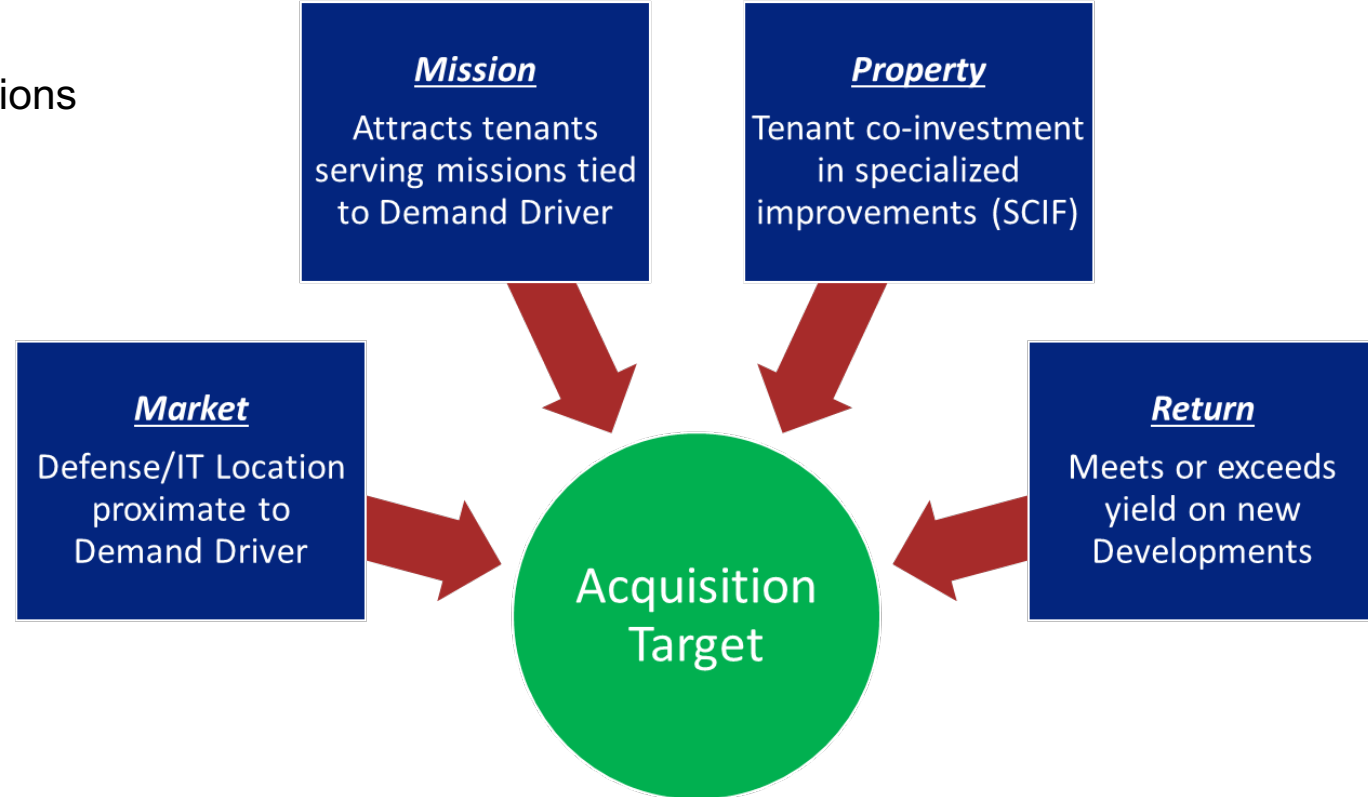 ions
Mission
Attracts tenants
serving missions tied
to Demand Driver
Property
Tenant co-investment
in specialized
improvements (SCIF)
Market
Defense/IT Location
proximate to
Demand Driver
Return
Meets or exceeds
yield on new
Developments
Acquisition
Target